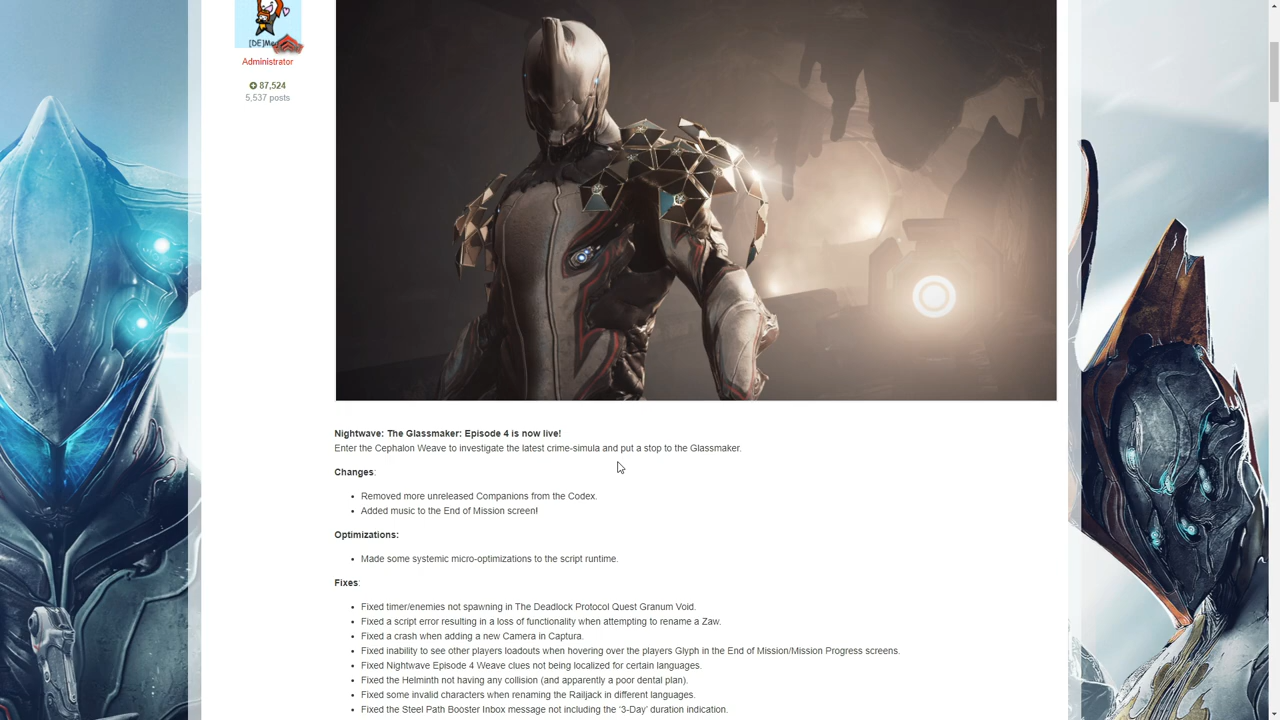 [DE]Me
Administrator
87,524
5,537 posts
Nightwave: The Glassmaker: Episode 4 is now live!
Enter the Cephalon Weave to investigate the latest crime-simula and put a stop to the Glassmaker.
Changes:
• Removed more unreleased Companions from the Codex.
• Added music to the End of Mission screen!
Optimizations:
• Made some systemic micro-optimizations to the script runtime.
Fixes:
• Fixed timer/enemies not spawning in The Deadlock Protocol Quest Granum Void.
• Fixed a script error resulting in a loss of functionality when attempting to rename a Zaw.
• Fixed a crash when adding a new Camera in Captura.
• Fixed inability to see other players loadouts when hovering over the players Glyph in the End of Mission/Mission Progress screens.
• Fixed Nightwave Episode 4 Weave clues not being localized for certain languages.
• Fixed the Helminth not having any collision (and apparently a poor dental plan).
• Fixed some invalid characters when renaming the Railjack in different languages.
• Fixed the Steel Path Booster Inbox message not including the ‘3-Day’ duration indication.